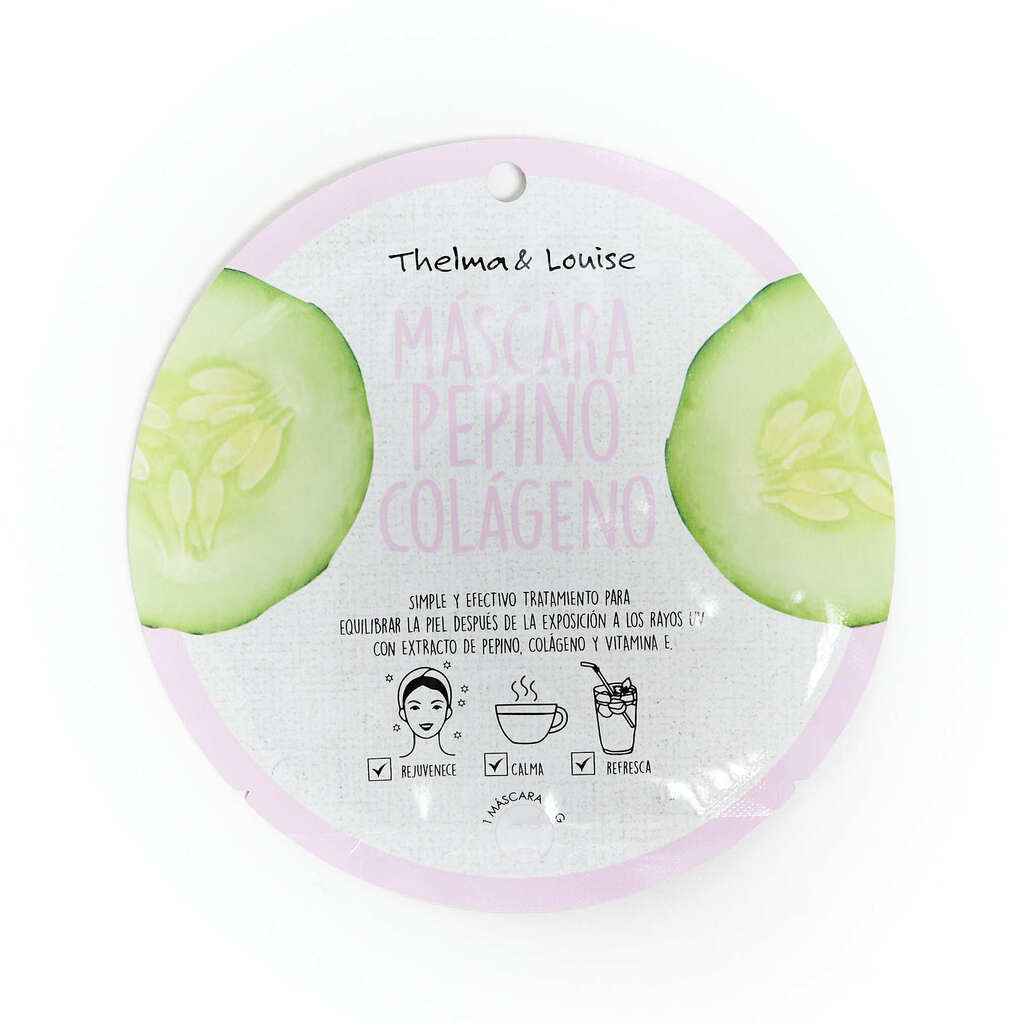 Thelma & Louise
MÁSCARA
PEPINO
COLÁGENO
SIMPLE Y EFECTIVO TRATAMIENTO PARA
EQUILIBRAR LA PIEL DESPUÉS DE LA EXPOSICIÓN A LOS RAYOS UV
CON EXTRACTO DE PEPINO, COLÁGENO Y VITAMINA E.
REJUVENECE CALMA REFRESCA
1 MÁSCARA G